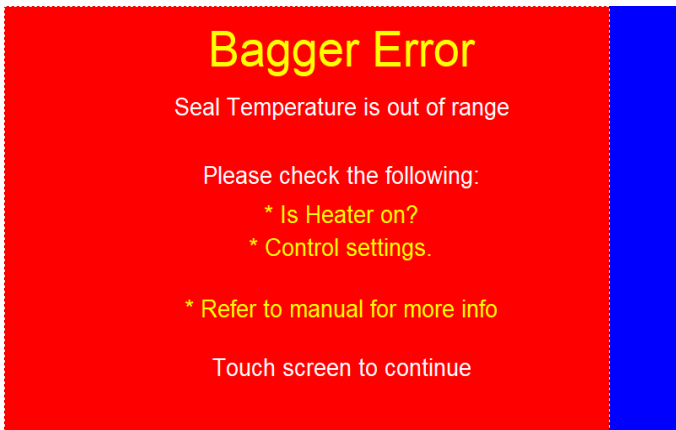 Bagger Error
Seal Temperature is out of range
Please check the following:
* Is Heater on?
* Control settings.
* Refer to manual for more info
Touch screen to continue